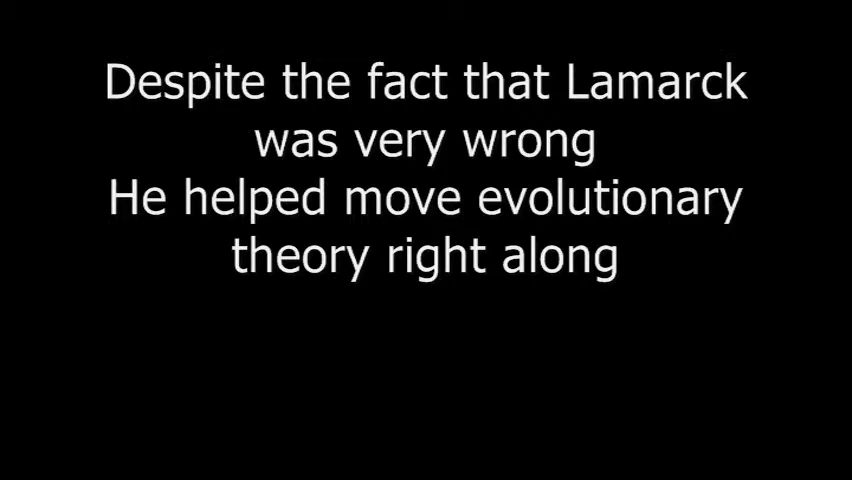 Despite the fact that Lamarck
was very wrong
He helped move evolutionary
theory right along